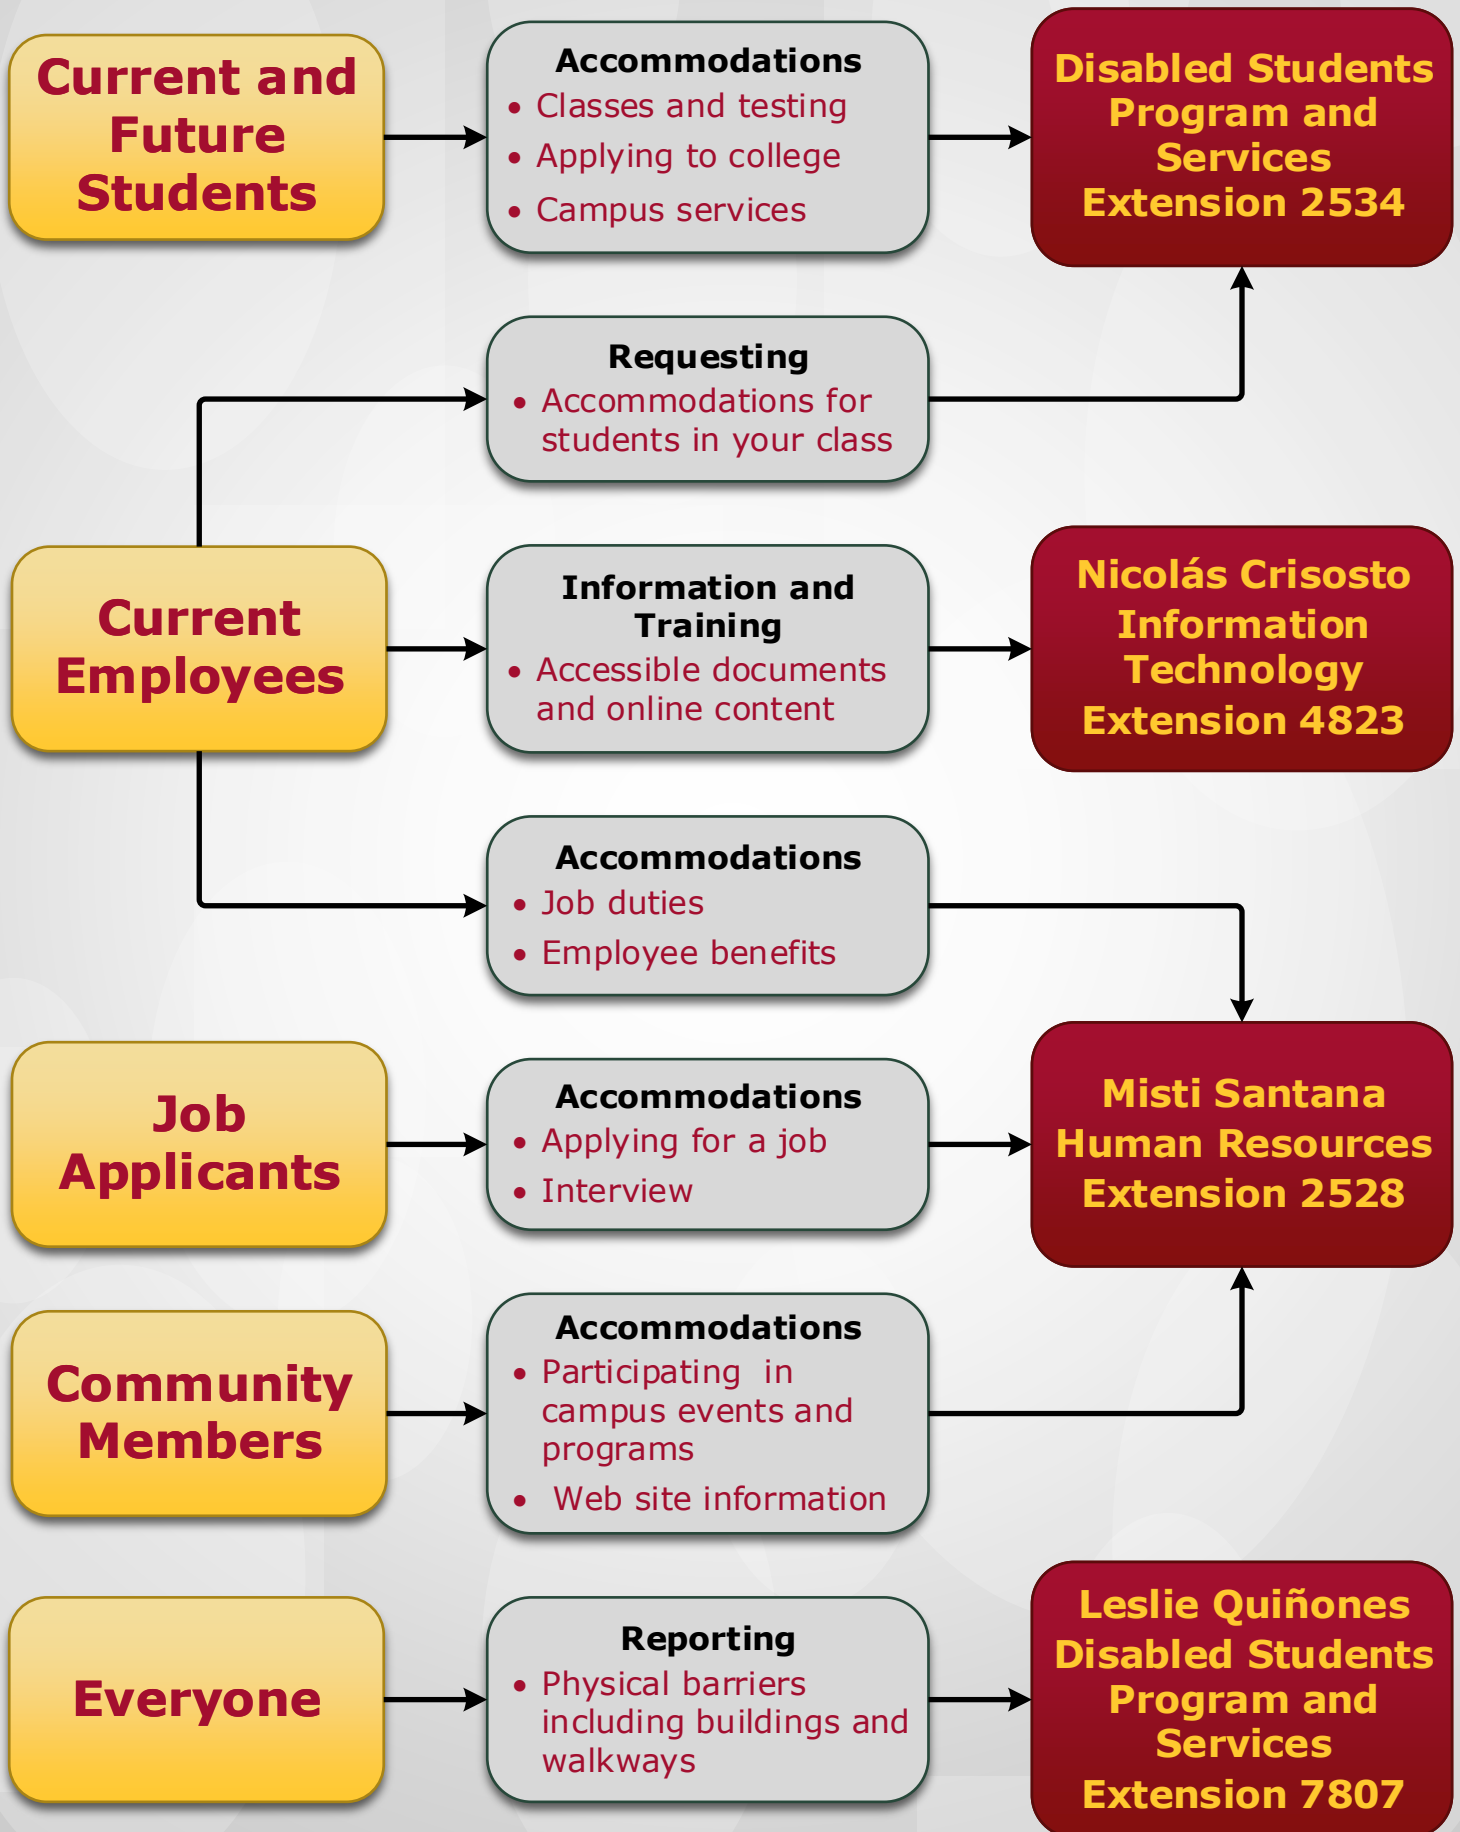 Current and
Future
Students
Accommodations
• Classes and testing
• Applying to college
• Campus services
Disabled Students
Program and
Services
Extension 2534
Requesting
• Accommodations for
students in your class
Current
Employees
Information and
Training
• Accessible documents
and online content
Nicolás Crisosto
Information
Technology
Extension 4823
Accommodations
• Job duties
• Employee benefits
Job
Applicants
Accommodations
• Applying for a job
• Interview
Misti Santana
Human Resources
Extension 2528
Community
Members
Accommodations
• Participating in
campus events and
programs
• Web site information
Everyone
Reporting
• Physical barriers
including buildings and
walkways
Leslie Quiñones
Disabled Students
Program and
Services
Extension 7807